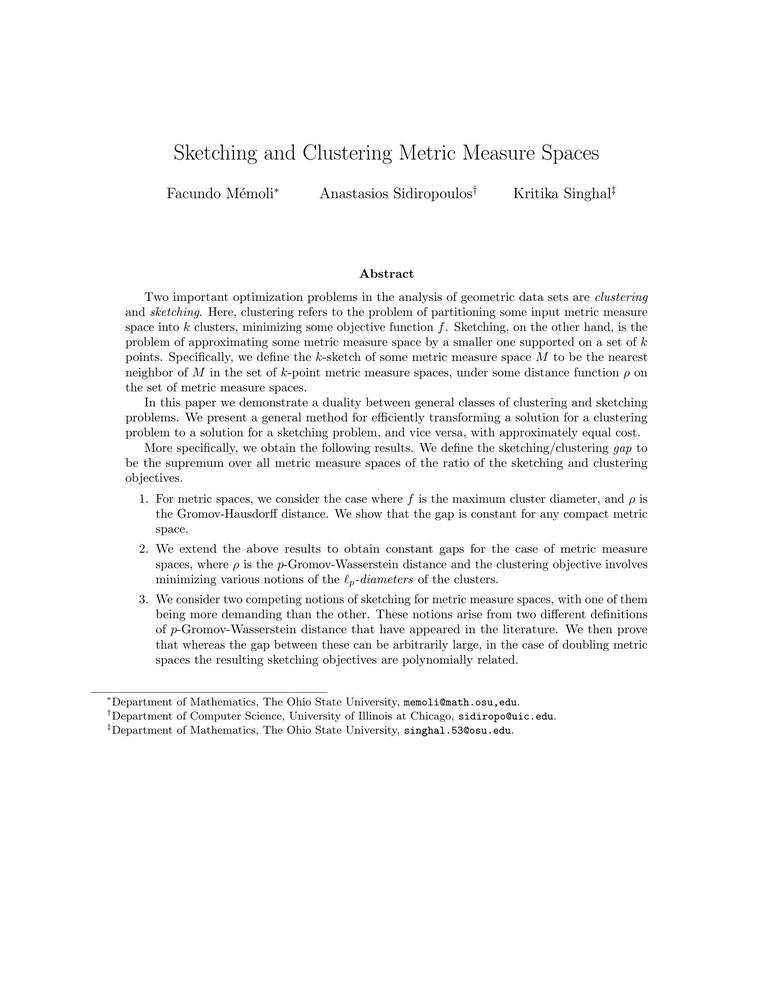 Sketching and Clustering Metric Measure Spaces
Facundo Mémoli* Anastasios Sidiropoulos† Kritika Singhal‡
Abstract
Two important optimization problems in the analysis of geometric data sets are clustering
and sketching. Here, clustering refers to the problem of partitioning some input metric measure
space into k clusters, minimizing some objective function f. Sketching, on the other hand, is the
problem of approximating some metric measure space by a smaller one supported on a set of k
points. Specifically, we define the k-sketch of some metric measure space M to be the nearest
neighbor of M in the set of k-point metric measure spaces, under some distance function ρ on
the set of metric measure spaces.
In this paper we demonstrate a duality between general classes of clustering and sketching
problems. We present a general method for efficiently transforming a solution for a clustering
problem to a solution for a sketching problem, and vice versa, with approximately equal cost.
More specifically, we obtain the following results. We define the sketching/clustering gap to
be the supremum over all metric measure spaces of the ratio of the sketching and clustering
objectives.
1. For metric spaces, we consider the case where f is the maximum cluster diameter, and ρ is
the Gromov-Hausdorff distance. We show that the gap is constant for any compact metric
space.
2. We extend the above results to obtain constant gaps for the case of metric measure
spaces, where ρ is the p-Gromov-Wasserstein distance and the clustering objective involves
minimizing various notions of the ℓp-diameters of the clusters.
3. We consider two competing notions of sketching for metric measure spaces, with one of them
being more demanding than the other. These notions arise from two different definitions
of p-Gromov-Wasserstein distance that have appeared in the literature. We then prove
that whereas the gap between these can be arbitrarily large, in the case of doubling metric
spaces the resulting sketching objectives are polynomially related.
*Department of Mathematics, The Ohio State University, memoli@math.osu,edu.
†Department of Computer Science, University of Illinois at Chicago, sidiropo@uic.edu.
‡Department of Mathematics, The Ohio State University, singhal.53@osu.edu.